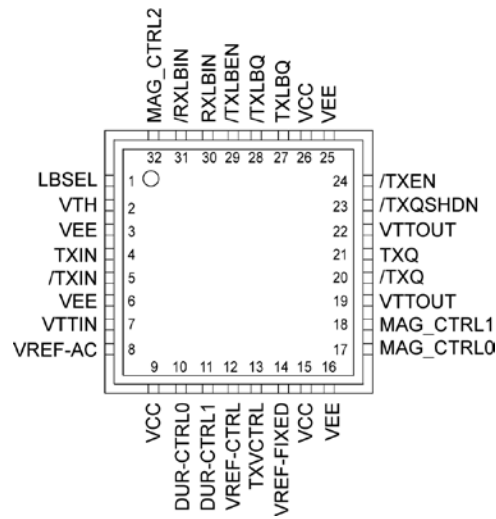 MAG_CTRL2
/RXLBIN
RXLBIN
/TXLBEN
/TXLBQ
TXLBQ
VCC
VEE
32 31 30 29 28 27 26 25
LBSEL 1 24 /TXEN
VTH 2 23 /TXQSHDN
VEE 3 22 VTTOUT
TXIN 4 21 TXQ
/TXIN 5 20 /TXQ
VEE 6 19 VTTOUT
VTTIN 7 18 MAG_CTRL1
VREF-AC 8 17 MAG_CTRL0
9 10 11 12 13 14 15 16
VCC
DUR-CTRL0
DUR-CTRL1
VREF-CTRL
TXVCTRL
VREF-FIXED
VCC
VEE